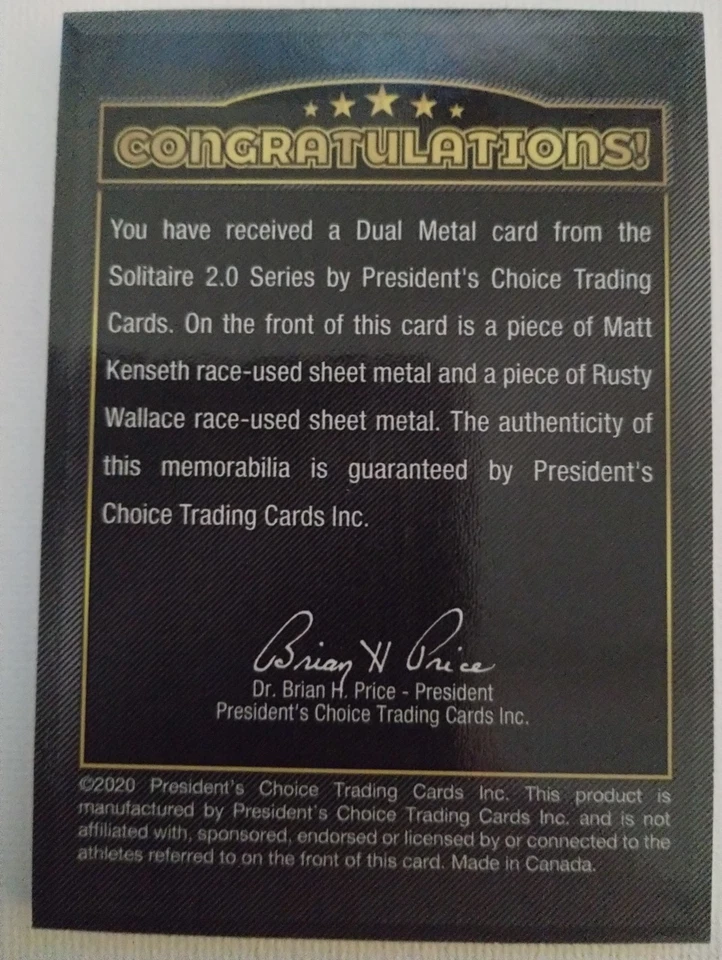 CONGRATULATIONS!
You have received a Dual Metal card from the
Solitaire 2.0 Series by President's Choice Trading
Cards. On the front of this card is a piece of Matt
Kenseth race-used sheet metal and a piece of Rusty
Wallace race-used sheet metal. The authenticity of
this memorabilia is guaranteed by President's
Choice Trading Cards Inc.
Brian H Price
Dr. Brian H. Price - President
President's Choice Trading Cards Inc.
©2020 President's Choice Trading Cards Inc. This product is
manufactured by President's Choice Trading Cards Inc. and is not
affiliated with, sponsored, endorsed or licensed by or connected to the
athletes referred to on the front of this card. Made in Canada.